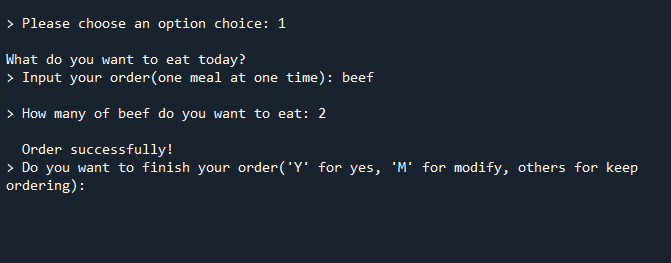 > Please choose an option choice: 1
What do you want to eat today?
> Input your order(one meal at one time): beef
> How many of beef do you want to eat: 2
Order successfully!
> Do you want to finish your order('Y' for yes, 'M' for modify, others for keep
ordering):